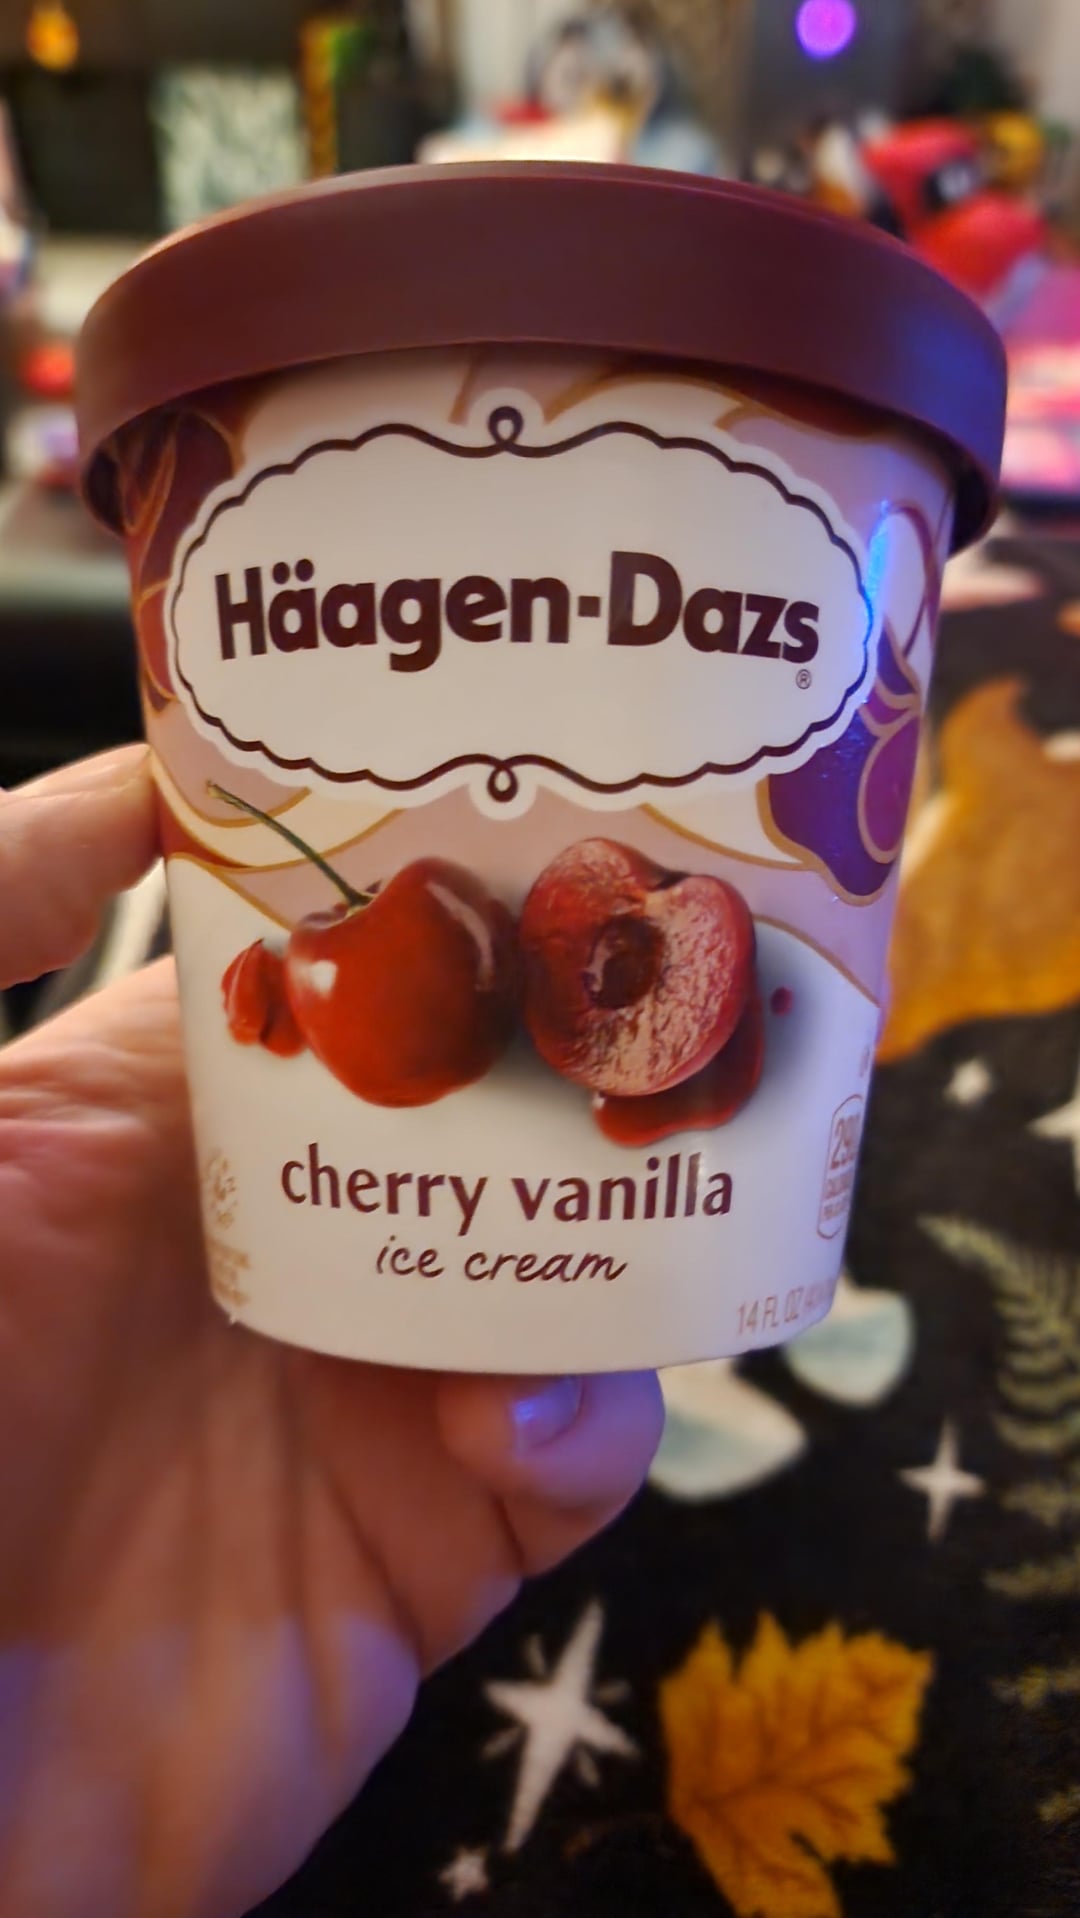 Häagen-Dazs
®
cherry vanilla
ice cream
14 FL OZ